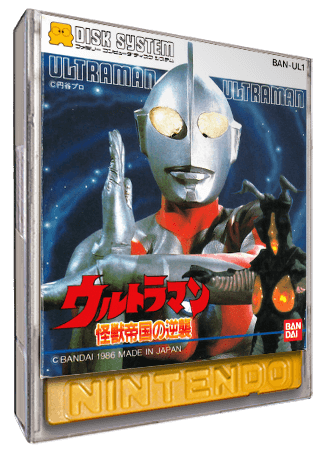 DISK SYSTEM
ファミリー コンピュータ ディスク システム
BAN-UL1
ULTRAMAN
ULTRAMAN
©円谷プロ
ウルトラマン
怪獣帝国の逆襲
BAN
DAI
© BANDAI 1986 MADE IN JAPAN
NINTENDO